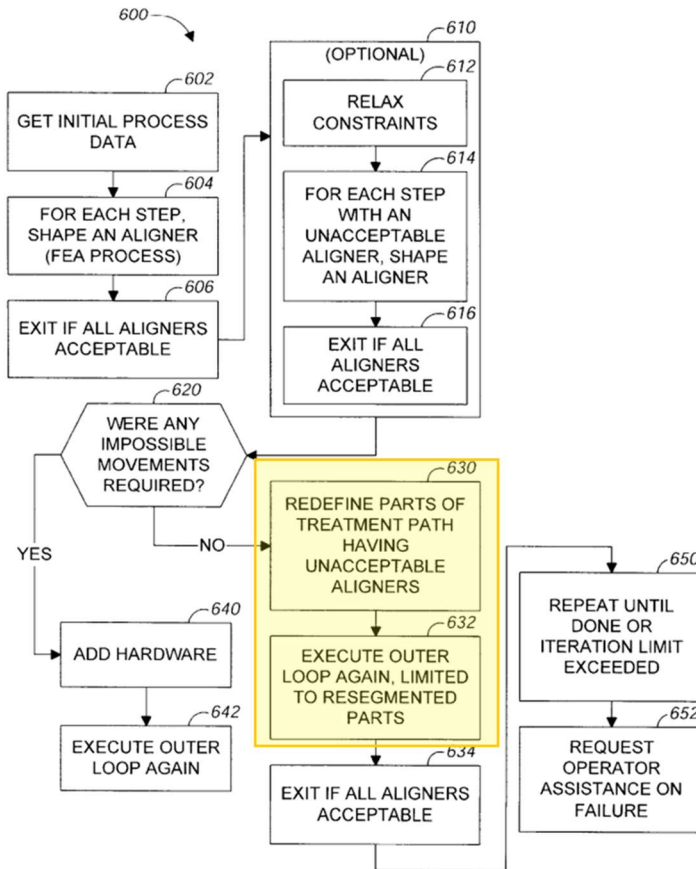 600
602
GET INITIAL PROCESS
DATA
604
FOR EACH STEP,
SHAPE AN ALIGNER
(FEA PROCESS)
606
EXIT IF ALL ALIGNERS
ACCEPTABLE
610
(OPTIONAL)
612
RELAX
CONSTRAINTS
614
FOR EACH STEP
WITH AN
UNACCEPTABLE
ALIGNER, SHAPE
AN ALIGNER
616
EXIT IF ALL
ALIGNERS
ACCEPTABLE
620
WERE ANY
IMPOSSIBLE
MOVEMENTS
REQUIRED?
YES
NO
630
REDEFINE PARTS OF
TREATMENT PATH
HAVING
UNACCEPTABLE
ALIGNERS
632
EXECUTE OUTER
LOOP AGAIN, LIMITED
TO RESEGMENTED
PARTS
634
EXIT IF ALL ALIGNERS
ACCEPTABLE
640
ADD HARDWARE
642
EXECUTE OUTER
LOOP AGAIN
650
REPEAT UNTIL
DONE OR
ITERATION LIMIT
EXCEEDED
652
REQUEST
OPERATOR
ASSISTANCE ON
FAILURE